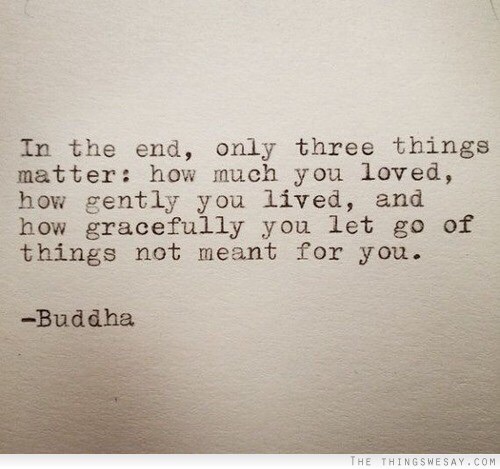 In the end, only three things
matter: how much you loved,
how gently you lived, and
how gracefully you let go of
things not meant for you.
-Buddha
THE THINGSWESAY.COM